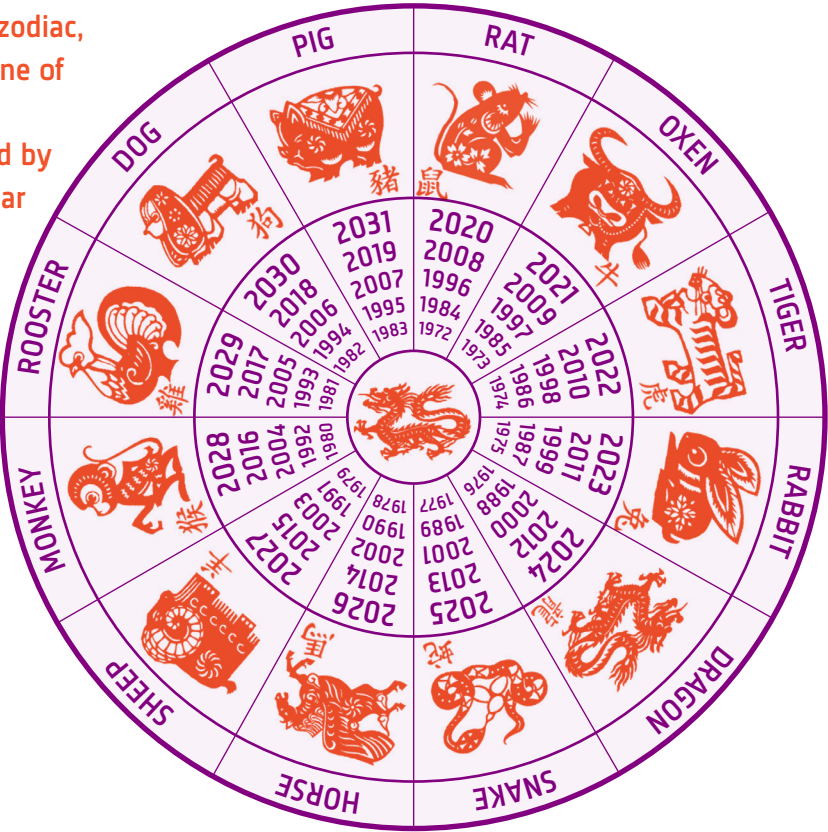 zodiac,
ne of
d by
ar
RAT
鼠
2020
2008
1996
1984
1972
OXEN
牛
2021
2009
1997
1985
1973
TIGER
虎
2022
2010
1998
1986
1974
RABBIT
兔
2023
2011
1999
1987
1975
DRAGON
龍
2024
2012
2000
1988
1976
SNAKE
蛇
2025
2013
2001
1989
1977
HORSE
馬
2026
2014
2002
1990
1978
SHEEP
羊
2027
2015
2003
1991
1979
MONKEY
猴
2028
2016
2004
1992
1980
ROOSTER
雞
2029
2017
2005
1993
1981
DOG
狗
2030
2018
2006
1994
1982
PIG
豬
2031
2019
2007
1995
1983